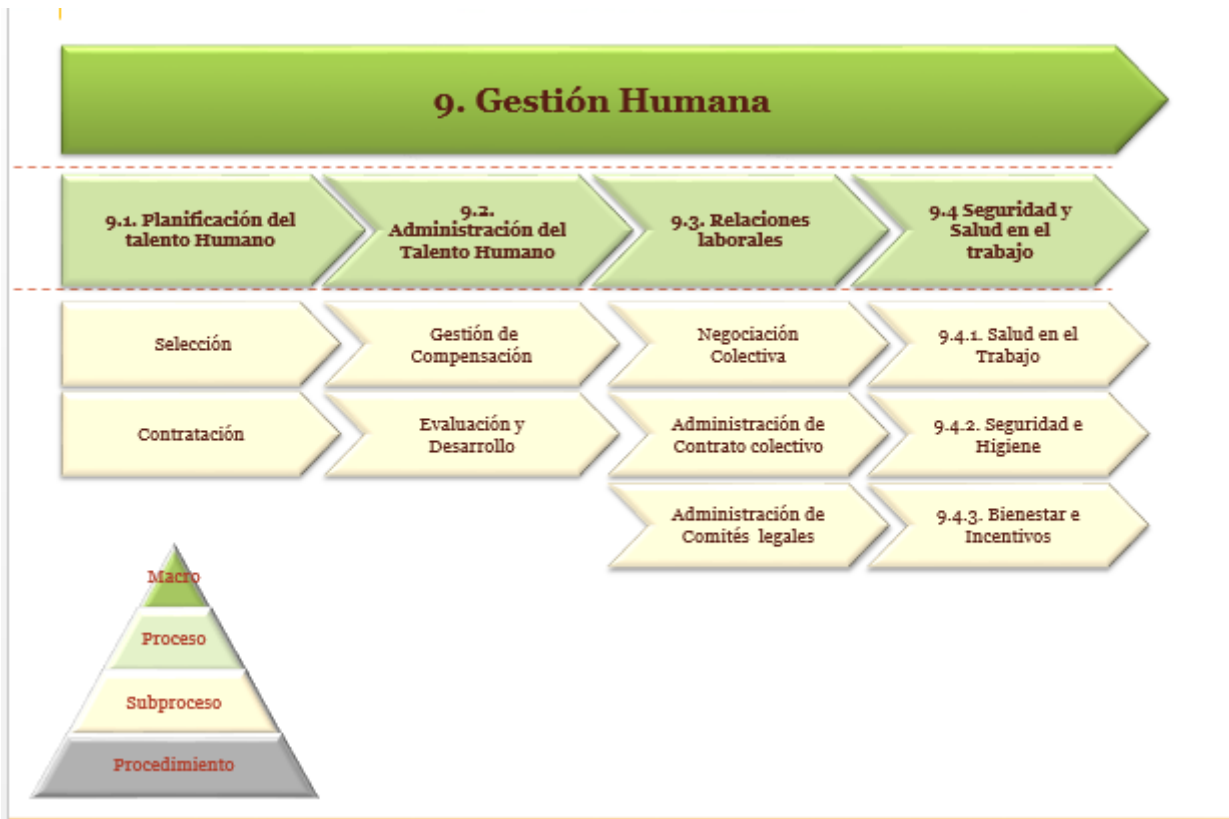 9. Gestión Humana
9.1. Planificación del
talento Humano
9.2.
Administración del
Talento Humano
9.3. Relaciones
laborales
9.4 Seguridad y
Salud en el
trabajo
Selección
Gestión de
Compensación
Negociación
Colectiva
9.4.1. Salud en el
Trabajo
Contratación
Evaluación y
Desarrollo
Administración de
Contrato colectivo
9.4.2. Seguridad e
Higiene
Administración de
Comités legales
9.4.3. Bienestar e
Incentivos
Macro
Proceso
Subproceso
Procedimiento